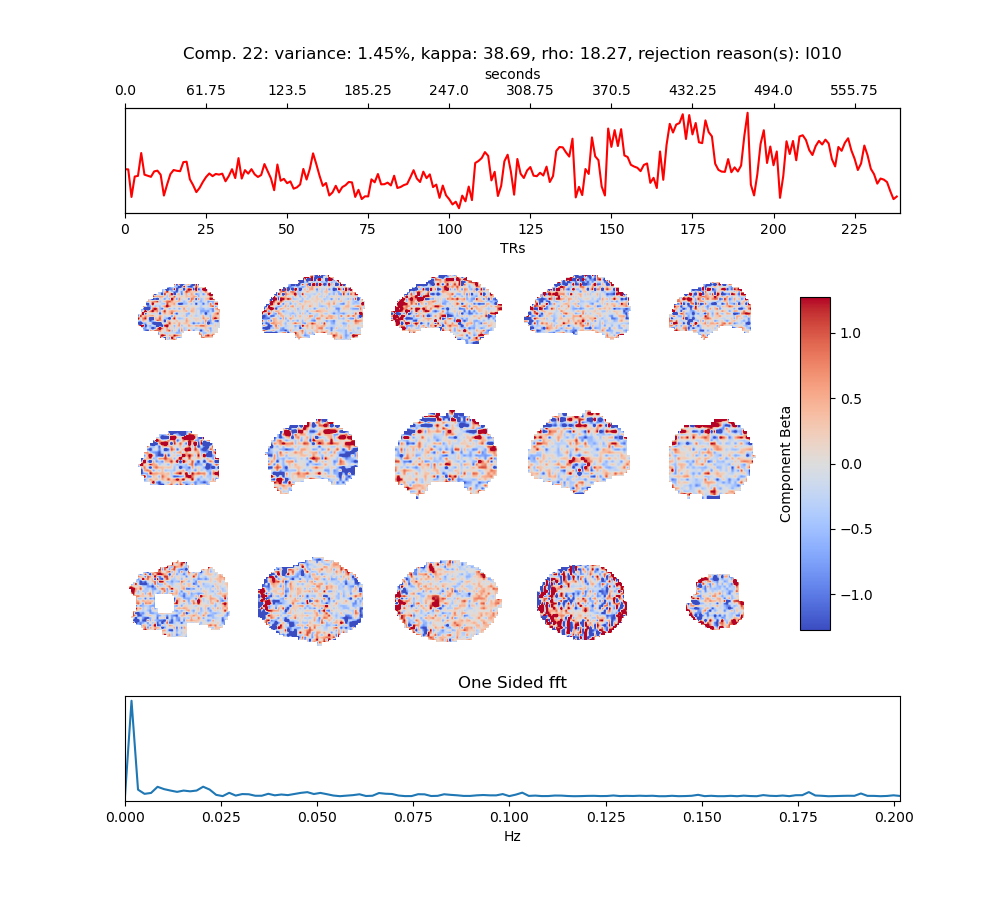 Comp. 22: variance: 1.45%, kappa: 38.69, rho: 18.27, rejection reason(s): I010
seconds
0.0 61.75 123.5 185.25 247.0 308.75 370.5 432.25 494.0 555.75
0 25 50 75 100 125 150 175 200 225
TRs
1.0
0.5
0.0
−0.5
−1.0
Component Beta
One Sided fft
0.000 0.025 0.050 0.075 0.100 0.125 0.150 0.175 0.200
Hz